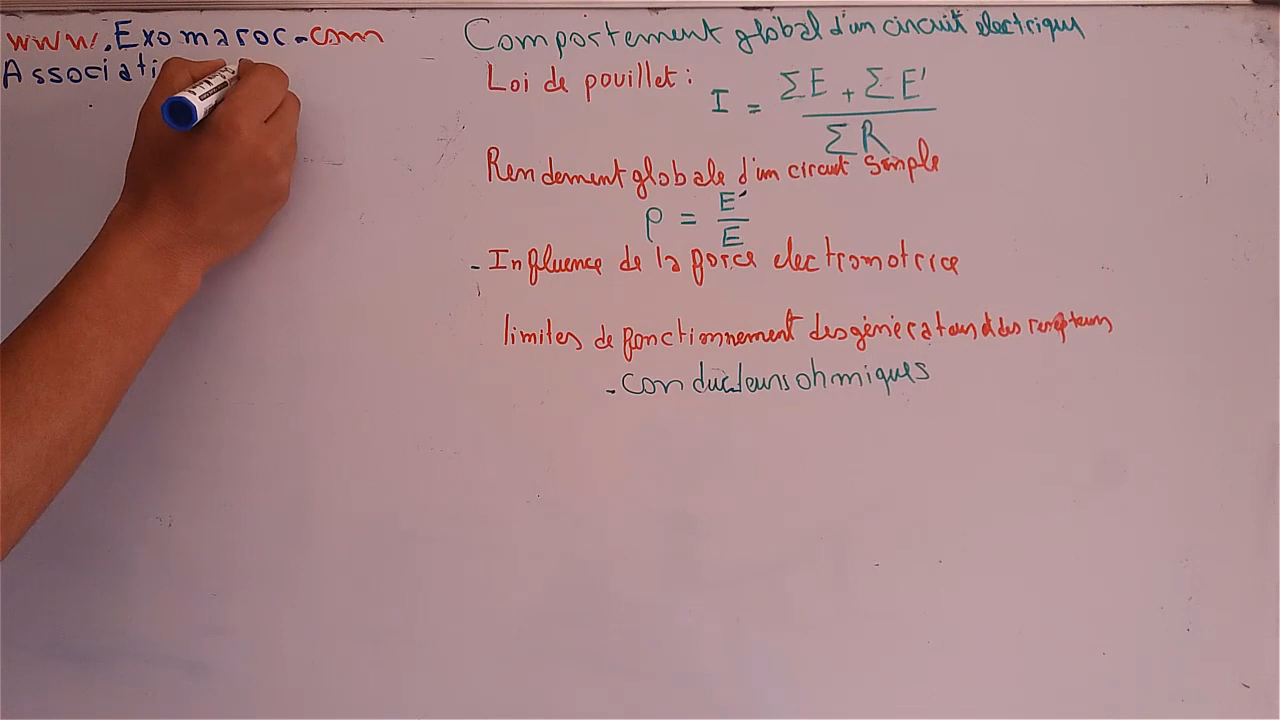 www.Exomaroc.com
Associati
Comportement global d'un circuit electrique
Loi de pouillet :
I = ΣE + ΣE' / ΣR
Rendement globale d'un circuit simple
ρ = E' / E
- Influence de la force electromotrice
limites de fonctionnement des générateurs et des recepteurs
- conducteurs ohmiques